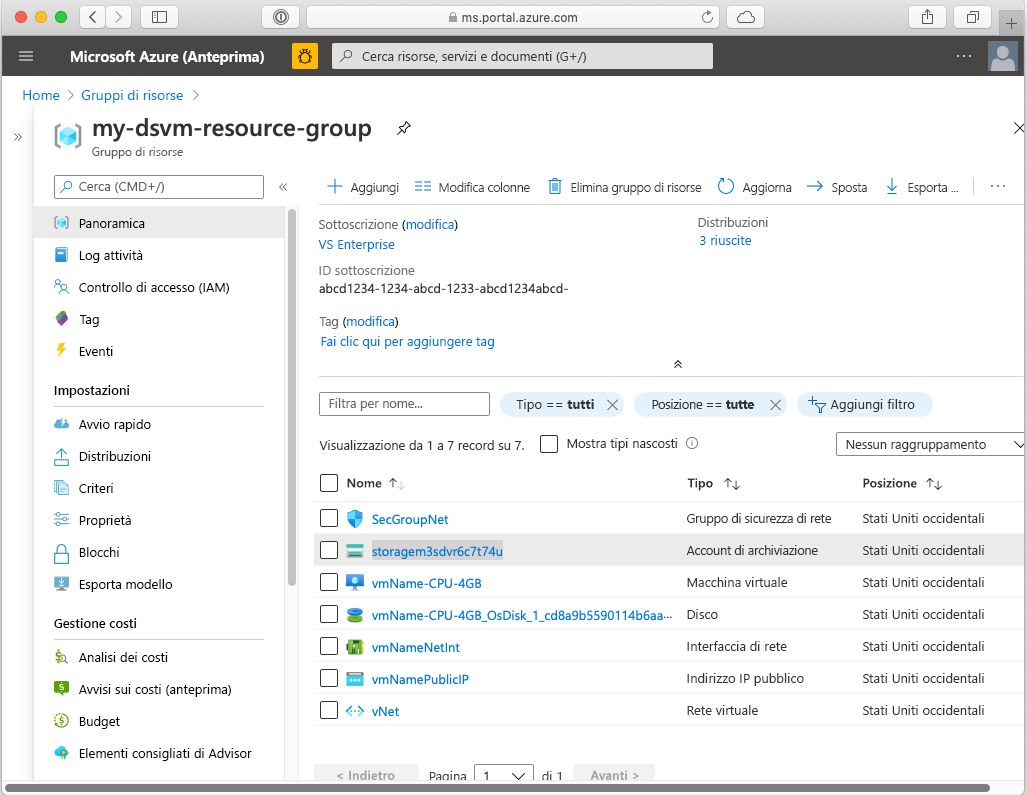 ms.portal.azure.com
Microsoft Azure (Anteprima)
Cerca risorse, servizi e documenti (G+/)
Home > Gruppi di risorse >
my-dsvm-resource-group
Gruppo di risorse
Cerca (CMD+/)
Aggiungi
Modifica colonne
Elimina gruppo di risorse
Aggiorna
Sposta
Esporta ...
Panoramica
Log attività
Controllo di accesso (IAM)
Tag
Eventi
Impostazioni
Avvio rapido
Distribuzioni
Criteri
Proprietà
Blocchi
Esporta modello
Gestione costi
Analisi dei costi
Avvisi sui costi (anteprima)
Budget
Elementi consigliati di Advisor
Sottoscrizione (modifica)
VS Enterprise
Distribuzioni
3 riuscite
ID sottoscrizione
abcd1234-1234-abcd-1233-abcd1234abcd-
Tag (modifica)
Fai clic qui per aggiungere tag
Filtra per nome...
Tipo == tutti
Posizione == tutte
Aggiungi filtro
Visualizzazione da 1 a 7 record su 7.
Mostra tipi nascosti
Nessun raggruppamento
Nome Tipo Posizione
SecGroupNet Gruppo di sicurezza di rete Stati Uniti occidentali
storagem3sdvr6c7t74u Account di archiviazione Stati Uniti occidentali
vmName-CPU-4GB Macchina virtuale Stati Uniti occidentali
vmName-CPU-4GB_OsDisk_1_cd8a9b5590114b6aa... Disco Stati Uniti occidentali
vmNameNetInt Interfaccia di rete Stati Uniti occidentali
vmNamePublicIP Indirizzo IP pubblico Stati Uniti occidentali
vNet Rete virtuale Stati Uniti occidentali
< Indietro Pagina 1 di 1 Avanti >